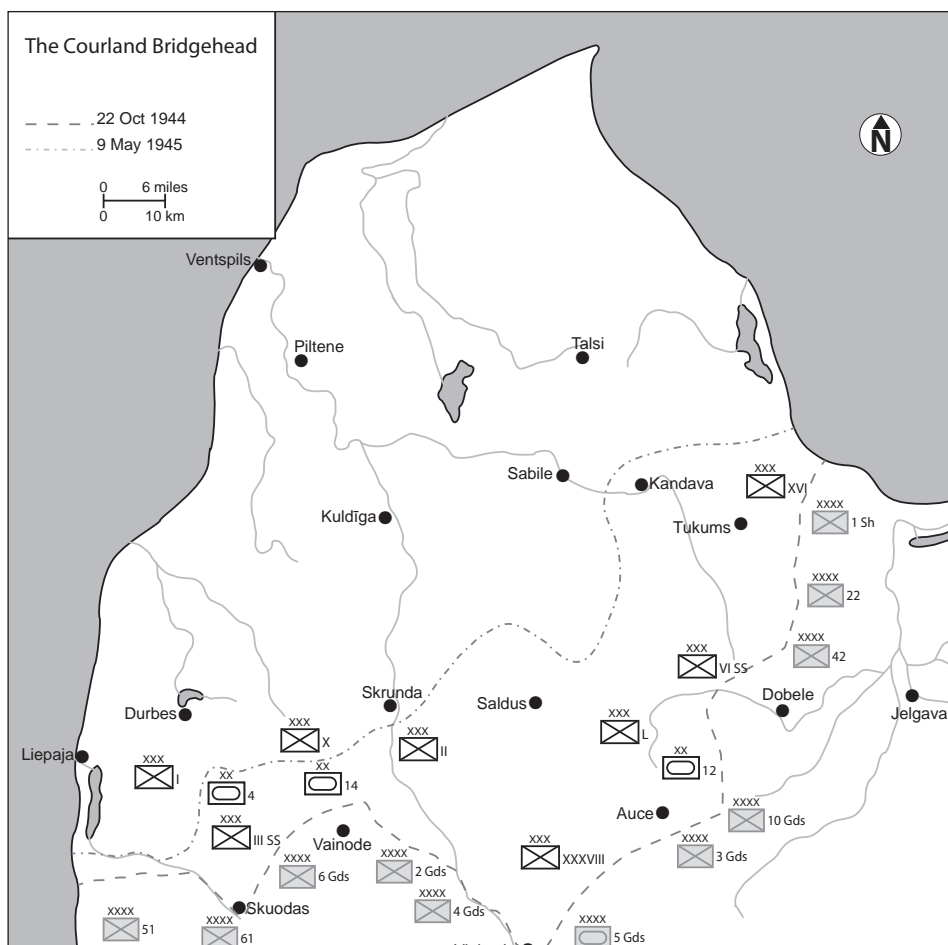 The Courland Bridgehead
22 Oct 1944
9 May 1945
0 6 miles
0 10 km
N
Ventspils
Piltene
Talsi
Sabile
Kandava
XXX
XVI
Kuldīga
Tukums
XXXX
1 Sh
XXXX
22
XXXX
42
XXX
VI SS
Skrunda
Saldus
Dobele
Durbes
Jelgava
XXX
X
XXX
II
XXX
L
Liepaja
XXX
I
XX
4
XX
14
XX
12
Auce
XXXX
10 Gds
XXX
III SS
Vainode
XXX
XXXVIII
XXXX
3 Gds
XXXX
6 Gds
XXXX
2 Gds
Skuodas
XXXX
4 Gds
XXXX
51
XXXX
61
XXXX
5 Gds